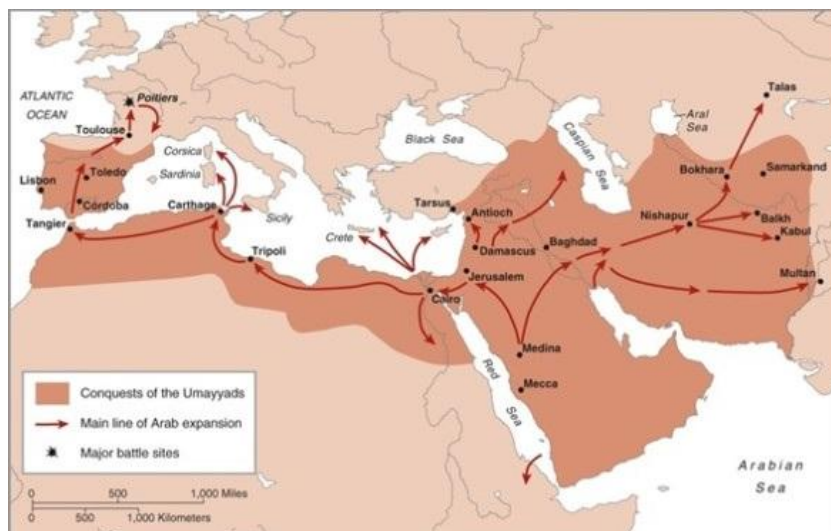 Talas
Poitiers
ATLANTIC
OCEAN
Aral
Sea
Toulouse
Black Sea
Caspian Sea
Corsica
Bokhara
Samarkand
Toledo
Sardinia
Lisbon
Tarsus
Antioch
Córdoba
Carthage
Sicily
Nishapur
Balkh
Tangier
Crete
Damascus
Baghdad
Kabul
Tripoli
Jerusalem
Multan
Cairo
Medina
Red
Sea
Mecca
Conquests of the Umayyads
Main line of Arab expansion
Major battle sites
Arabian
Sea
0 500 1,000 Miles
0 500 1,000 Kilometers